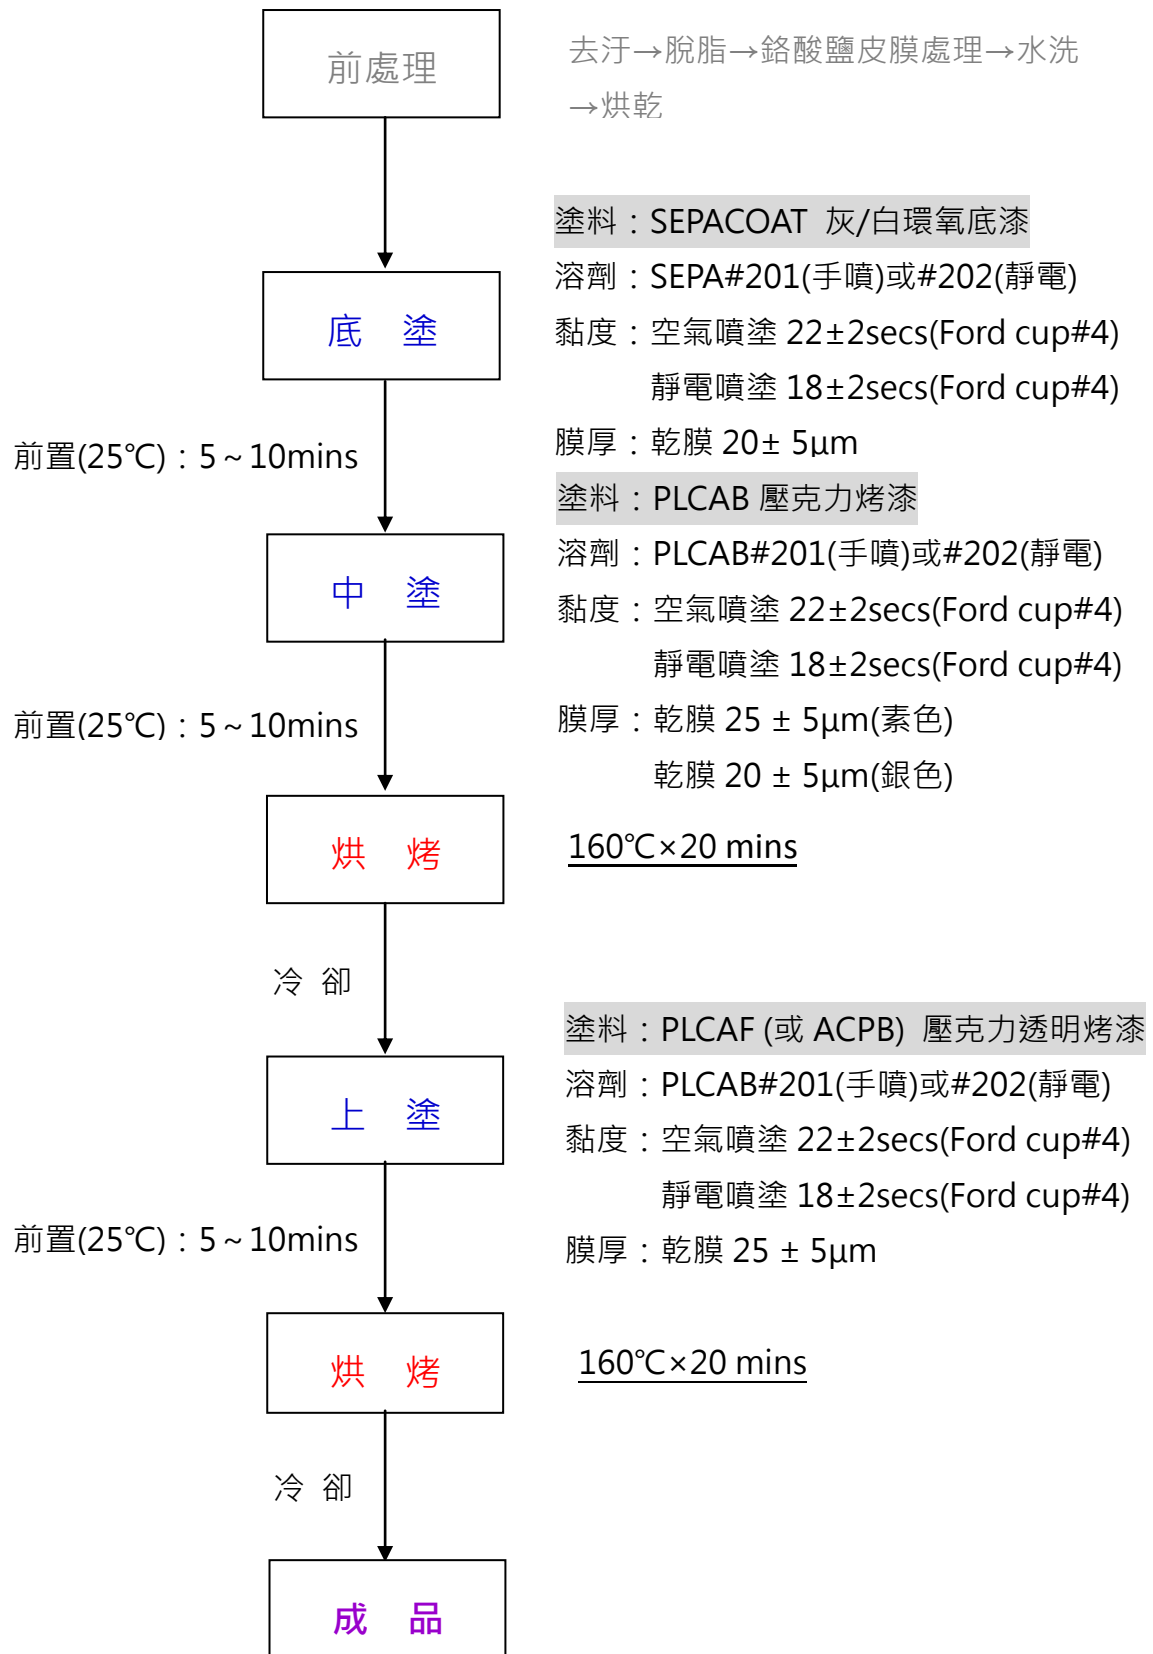 前處理
去汙→脫脂→鉻酸鹽皮膜處理→水洗
→烘乾
塗料：SEPACOAT 灰/白環氧底漆
溶劑：SEPA#201(手噴)或#202(靜電)
底 塗
黏度：空氣噴塗 22±2secs(Ford cup#4)
靜電噴塗 18±2secs(Ford cup#4)
膜厚：乾膜 20± 5μm
前置(25℃)：5~10mins
塗料：PLCAB 壓克力烤漆
溶劑：PLCAB#201(手噴)或#202(靜電)
中 塗
黏度：空氣噴塗 22±2secs(Ford cup#4)
靜電噴塗 18±2secs(Ford cup#4)
膜厚：乾膜 25 ± 5μm(素色)
前置(25℃)：5~10mins
乾膜 20 ± 5μm(銀色)
烘 烤
160℃×20 mins
冷 卻
塗料：PLCAF (或 ACPB) 壓克力透明烤漆
溶劑：PLCAB#201(手噴)或#202(靜電)
上 塗
黏度：空氣噴塗 22±2secs(Ford cup#4)
靜電噴塗 18±2secs(Ford cup#4)
前置(25℃)：5~10mins
膜厚：乾膜 25 ± 5μm
烘 烤
160℃×20 mins
冷 卻
成 品